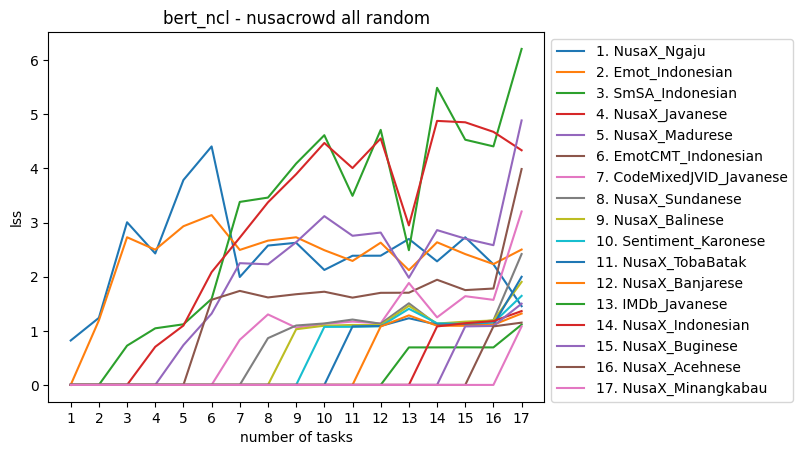 bert_ncl - nusacrowd all random
lss
6
5
4
3
2
1
0
1 2 3 4 5 6 7 8 9 10 11 12 13 14 15 16 17
number of tasks
1. NusaX_Ngaju
2. Emot_Indonesian
3. SmSA_Indonesian
4. NusaX_Javanese
5. NusaX_Madurese
6. EmotCMT_Indonesian
7. CodeMixedJVID_Javanese
8. NusaX_Sundanese
9. NusaX_Balinese
10. Sentiment_Karonese
11. NusaX_TobaBatak
12. NusaX_Banjarese
13. IMDb_Javanese
14. NusaX_Indonesian
15. NusaX_Buginese
16. NusaX_Acehnese
17. NusaX_Minangkabau